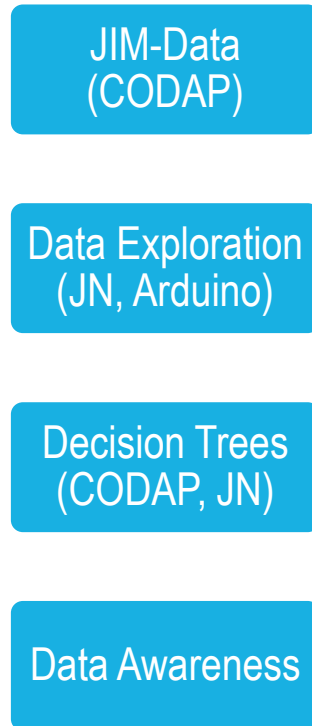 JIM-Data
(CODAP)
Data Exploration
(JN, Arduino)
Decision Trees
(CODAP, JN)
Data Awareness